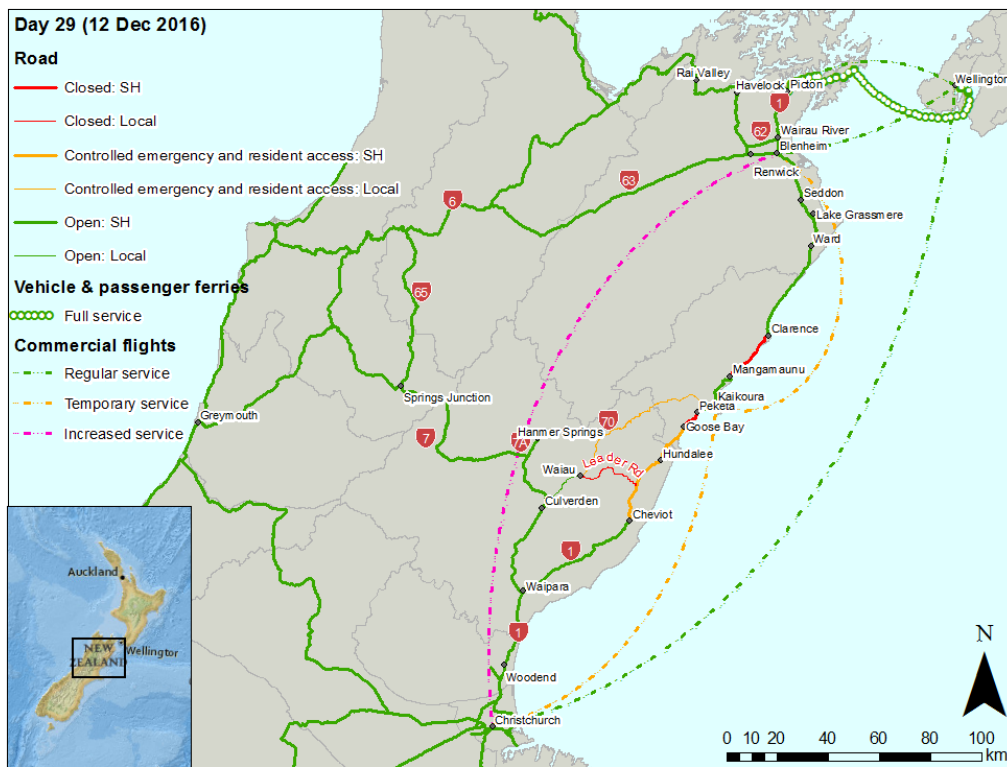 Day 29 (12 Dec 2016)
Road
Closed: SH
Closed: Local
Controlled emergency and resident access: SH
Controlled emergency and resident access: Local
Open: SH
Open: Local
Vehicle & passenger ferries
Full service
Commercial flights
Regular service
Temporary service
Increased service
Rai Valley
Havelock
Picton
Wellington
1
62
Wairau River
Blenheim
Renwick
63
6
Seddon
Lake Grassmere
Ward
65
Clarence
Mangamaunu
Springs Junction
Kaikoura
Peketa
Greymouth
70
Goose Bay
7
7A
Hanmer Springs
Hundalee
Waiau
Leader Rd
Culverden
Cheviot
1
Waipara
1
Woodend
Christchurch
Auckland
NEW
ZEALAND
Wellington
N
0 10 20 40 60 80 100
km